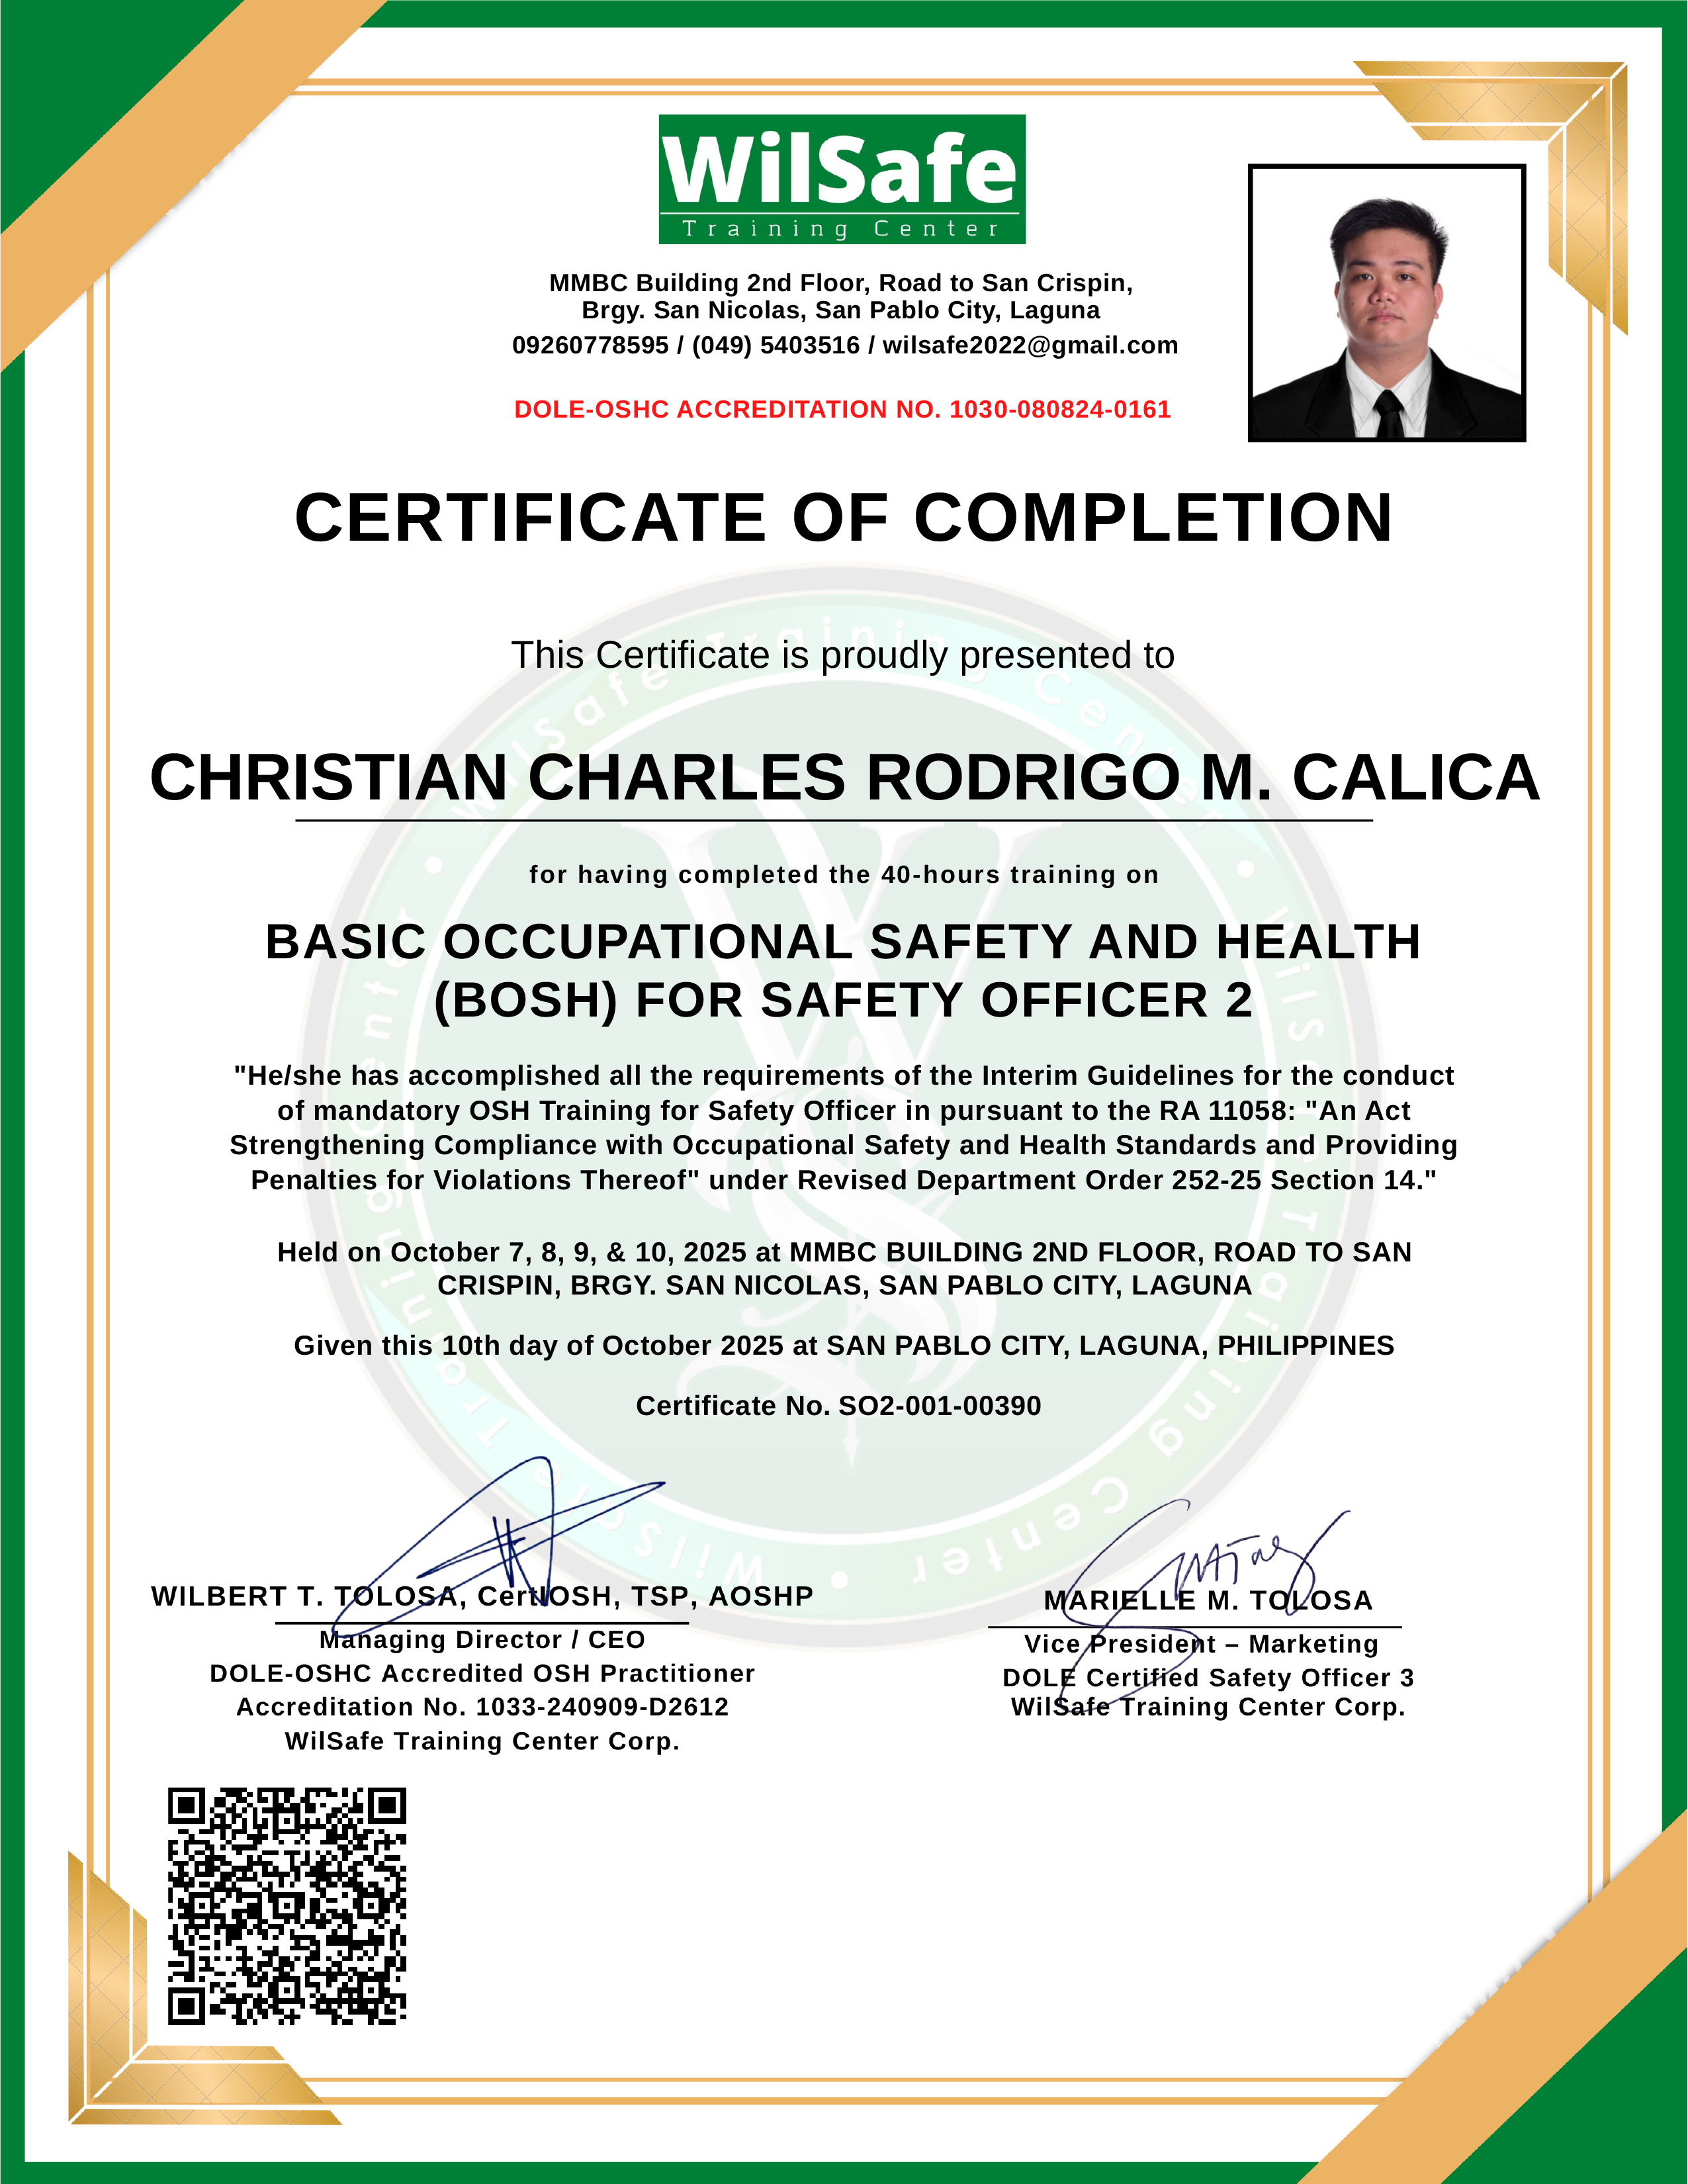 WilSafe
Training Center
MMBC Building 2nd Floor, Road to San Crispin,
Brgy. San Nicolas, San Pablo City, Laguna
09260778595 / (049) 5403516 / wilsafe2022@gmail.com
DOLE-OSHC ACCREDITATION NO. 1030-080824-0161
CERTIFICATE OF COMPLETION
This Certificate is proudly presented to
CHRISTIAN CHARLES RODRIGO M. CALICA
for having completed the 40-hours training on
BASIC OCCUPATIONAL SAFETY AND HEALTH
(BOSH) FOR SAFETY OFFICER 2
"He/she has accomplished all the requirements of the Interim Guidelines for the conduct
of mandatory OSH Training for Safety Officer in pursuant to the RA 11058: "An Act
Strengthening Compliance with Occupational Safety and Health Standards and Providing
Penalties for Violations Thereof" under Revised Department Order 252-25 Section 14."
Held on October 7, 8, 9, & 10, 2025 at MMBC BUILDING 2ND FLOOR, ROAD TO SAN
CRISPIN, BRGY. SAN NICOLAS, SAN PABLO CITY, LAGUNA
Given this 10th day of October 2025 at SAN PABLO CITY, LAGUNA, PHILIPPINES
Certificate No. SO2-001-00390
WILBERT T. TOLOSA, CertIOSH, TSP, AOSHP
Managing Director / CEO
DOLE-OSHC Accredited OSH Practitioner
Accreditation No. 1033-240909-D2612
WilSafe Training Center Corp.
MARIELLE M. TOLOSA
Vice President – Marketing
DOLE Certified Safety Officer 3
WilSafe Training Center Corp.
WilSafe Training Center • WilSafe Training Center • WilSafe Training Center •